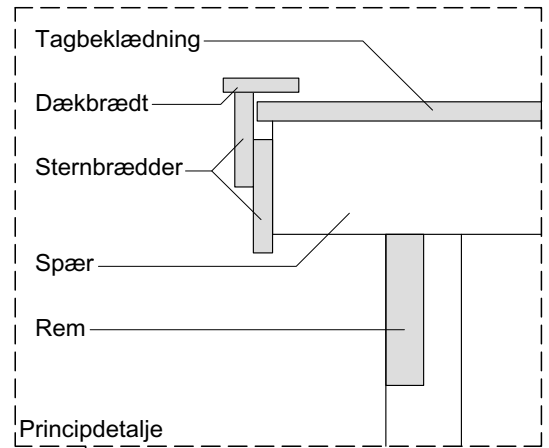 Tagbeklædning
Dækbrædt
Sternbrædder
Spær
Rem
Principdetalje